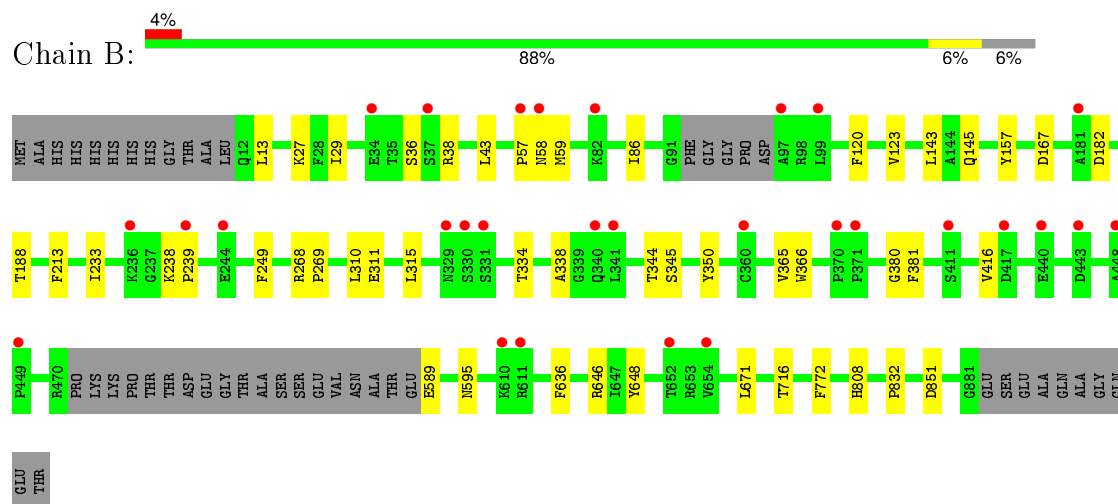 4%
Chain B:
88% 6% 6%
MET ALA HIS HIS HIS HIS HIS HIS GLY THR ALA LEU Q12 L13 K27 F28 I29 E34 T35 S36 S37 R38 L43 P57 N58 M59 K82 I86 G91 PHE GLY GLY PRO ASP A97 R98 L99 F120 V123 L143 A144 Q145 Y157 D167 A181 D182
T188 F213 I233 K236 G237 K238 P239 E244 F249 R268 P269 L310 E311 L315 N329 S330 S331 T334 A338 G339 Q340 L341 T344 S345 Y350 C360 V365 W366 P370 P371 G380 F381 S411 V416 D417 E440 D443 A448
P449 R470 PRO LYS LYS PRO THR THR ASP GLU GLY THR ALA SER SER GLU VAL ASN ALA THR GLU E589 N595 K610 R611 F636 R646 I647 Y648 T652 R653 V654 L671 T716 F772 H808 P832 D851 G881 GLU SER GLU ALA GLN ALA GLY GLN
GLU THR